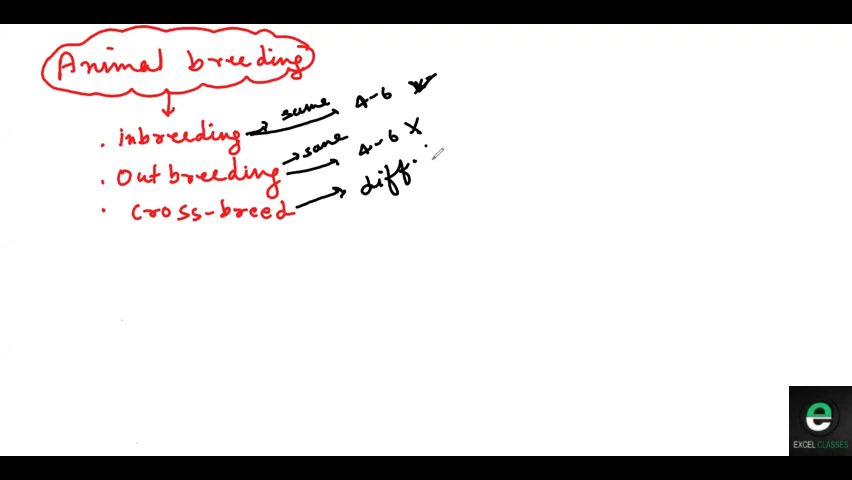 Animal breeding
. inbreeding → same 4-6
. Out breeding → same 4-6 X
. Cross-breed → diff.
e
EXCEL CLASSES